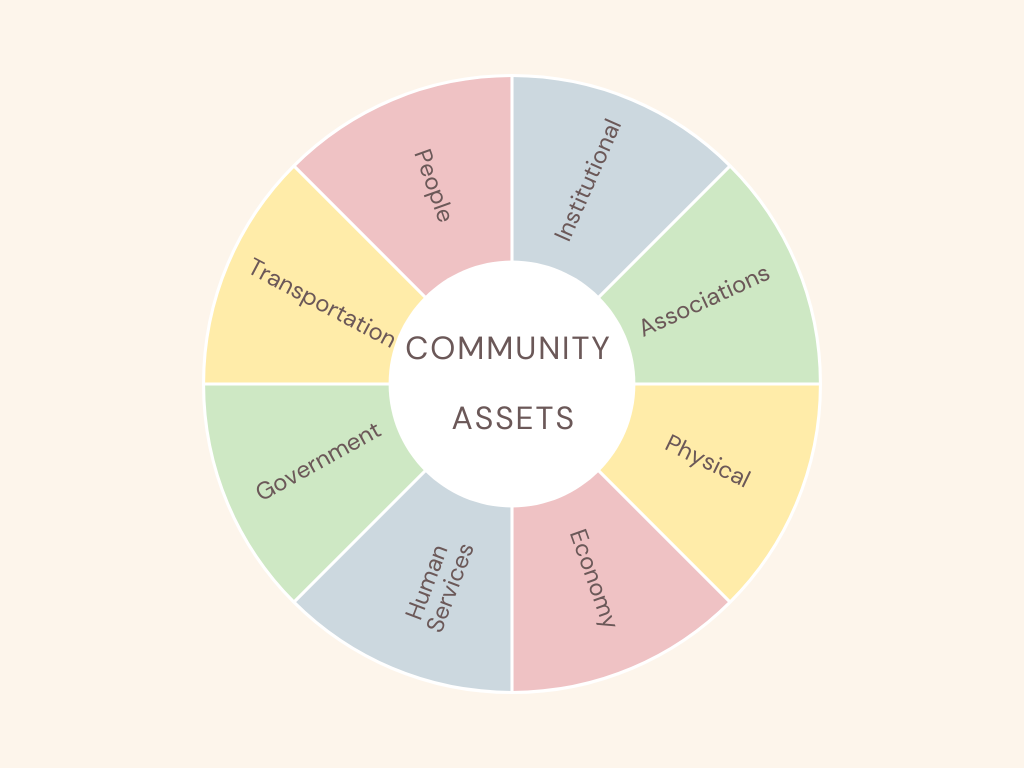 COMMUNITY
ASSETS
Institutional
Associations
Physical
Economy
Human
Services
Government
Transportation
People